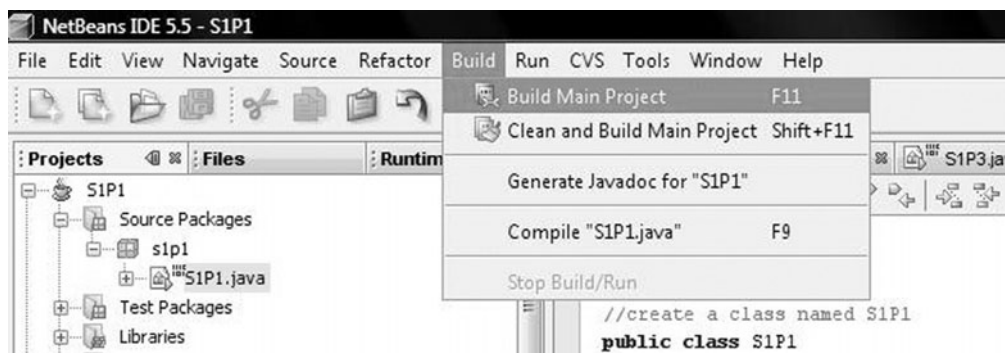 NetBeans IDE 5.5 - S1P1
File Edit View Navigate Source Refactor Build Run CVS Tools Window Help
Build Main Project F11
Clean and Build Main Project Shift+F11
Generate Javadoc for "S1P1"
Compile "S1P1.java" F9
Stop Build/Run
Projects Files
S1P3.ja
S1P1
Source Packages
s1p1
S1P1.java
Test Packages
Libraries
//create a class named S1P1
public class S1P1